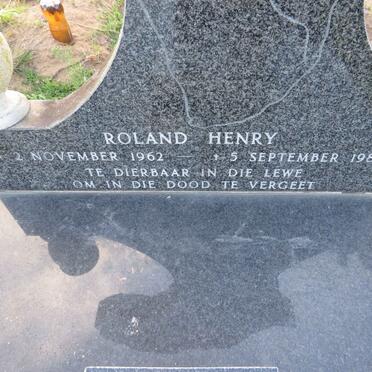 ROLAND HENRY
2 NOVEMBER 1962 — + 5 SEPTEMBER
TE DIERBAAR IN DIE LEWE
OM IN DIE DOOD TE VERGEET